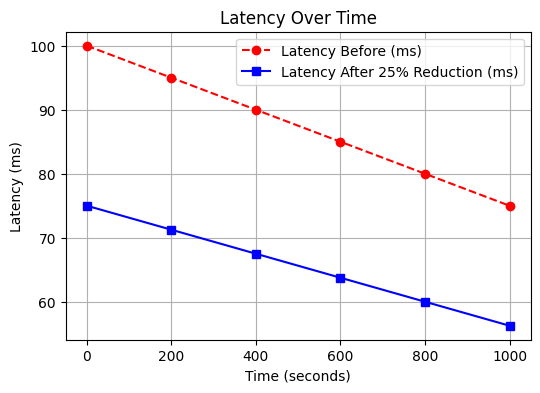 Latency Over Time
Latency Before (ms)
Latency After 25% Reduction (ms)
Latency (ms)
100
90
80
70
60
0 200 400 600 800 1000
Time (seconds)